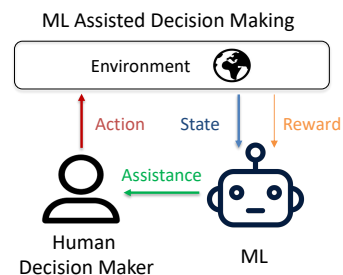 ML Assisted Decision Making
Environment
Action
State
Reward
Assistance
Human
Decision Maker
ML